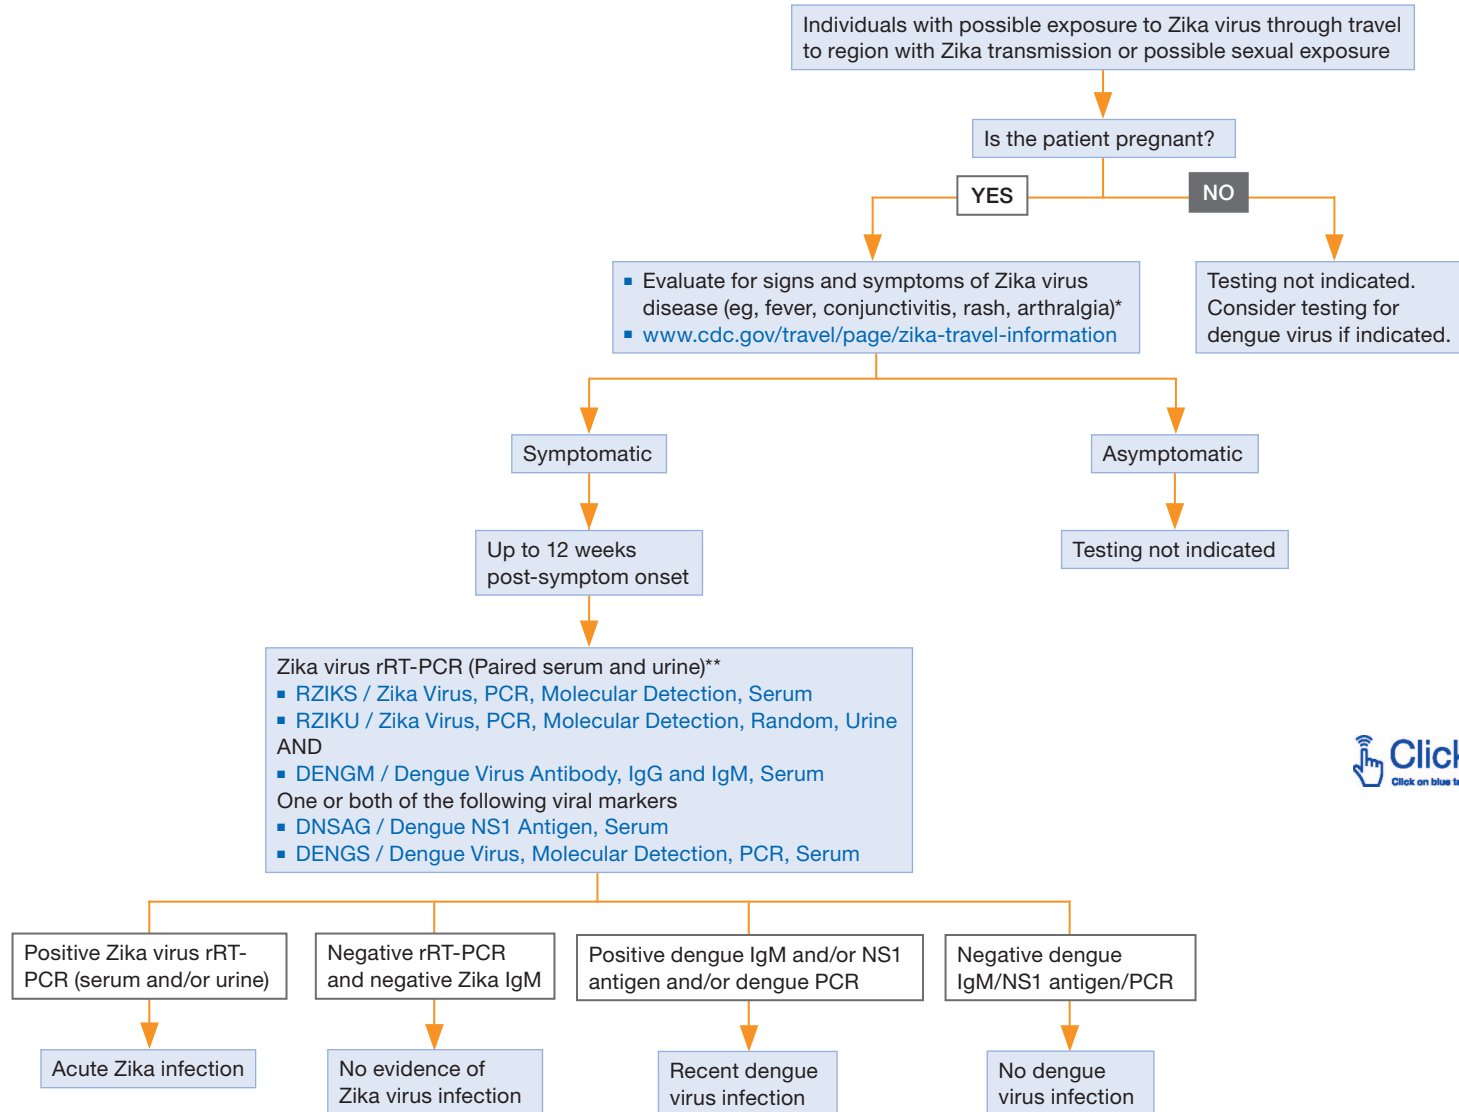 Individuals with possible exposure to Zika virus through travel
to region with Zika transmission or possible sexual exposure
Is the patient pregnant?
YES
NO
■ Evaluate for signs and symptoms of Zika virus
disease (eg, fever, conjunctivitis, rash, arthralgia)*
■ www.cdc.gov/travel/page/zika-travel-information
Testing not indicated.
Consider testing for
dengue virus if indicated.
Symptomatic
Asymptomatic
Up to 12 weeks
post-symptom onset
Testing not indicated
Zika virus rRT-PCR (Paired serum and urine)**
■ RZIKS / Zika Virus, PCR, Molecular Detection, Serum
■ RZIKU / Zika Virus, PCR, Molecular Detection, Random, Urine
AND
■ DENGM / Dengue Virus Antibody, IgG and IgM, Serum
One or both of the following viral markers
■ DNSAG / Dengue NS1 Antigen, Serum
■ DENGS / Dengue Virus, Molecular Detection, PCR, Serum
Click
Click on blue
Positive Zika virus rRT-
PCR (serum and/or urine)
Negative rRT-PCR
and negative Zika IgM
Positive dengue IgM and/or NS1
antigen and/or dengue PCR
Negative dengue
IgM/NS1 antigen/PCR
Acute Zika infection
No evidence of
Zika virus infection
Recent dengue
virus infection
No dengue
virus infection